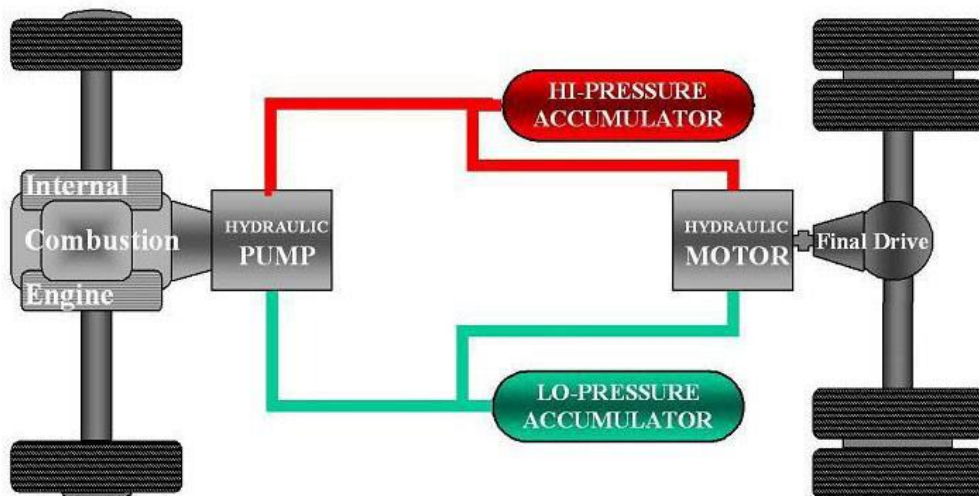 HI-PRESSURE
ACCUMULATOR
Internal
Combustion
Engine
HYDRAULIC
PUMP
HYDRAULIC
MOTOR
Final Drive
LO-PRESSURE
ACCUMULATOR